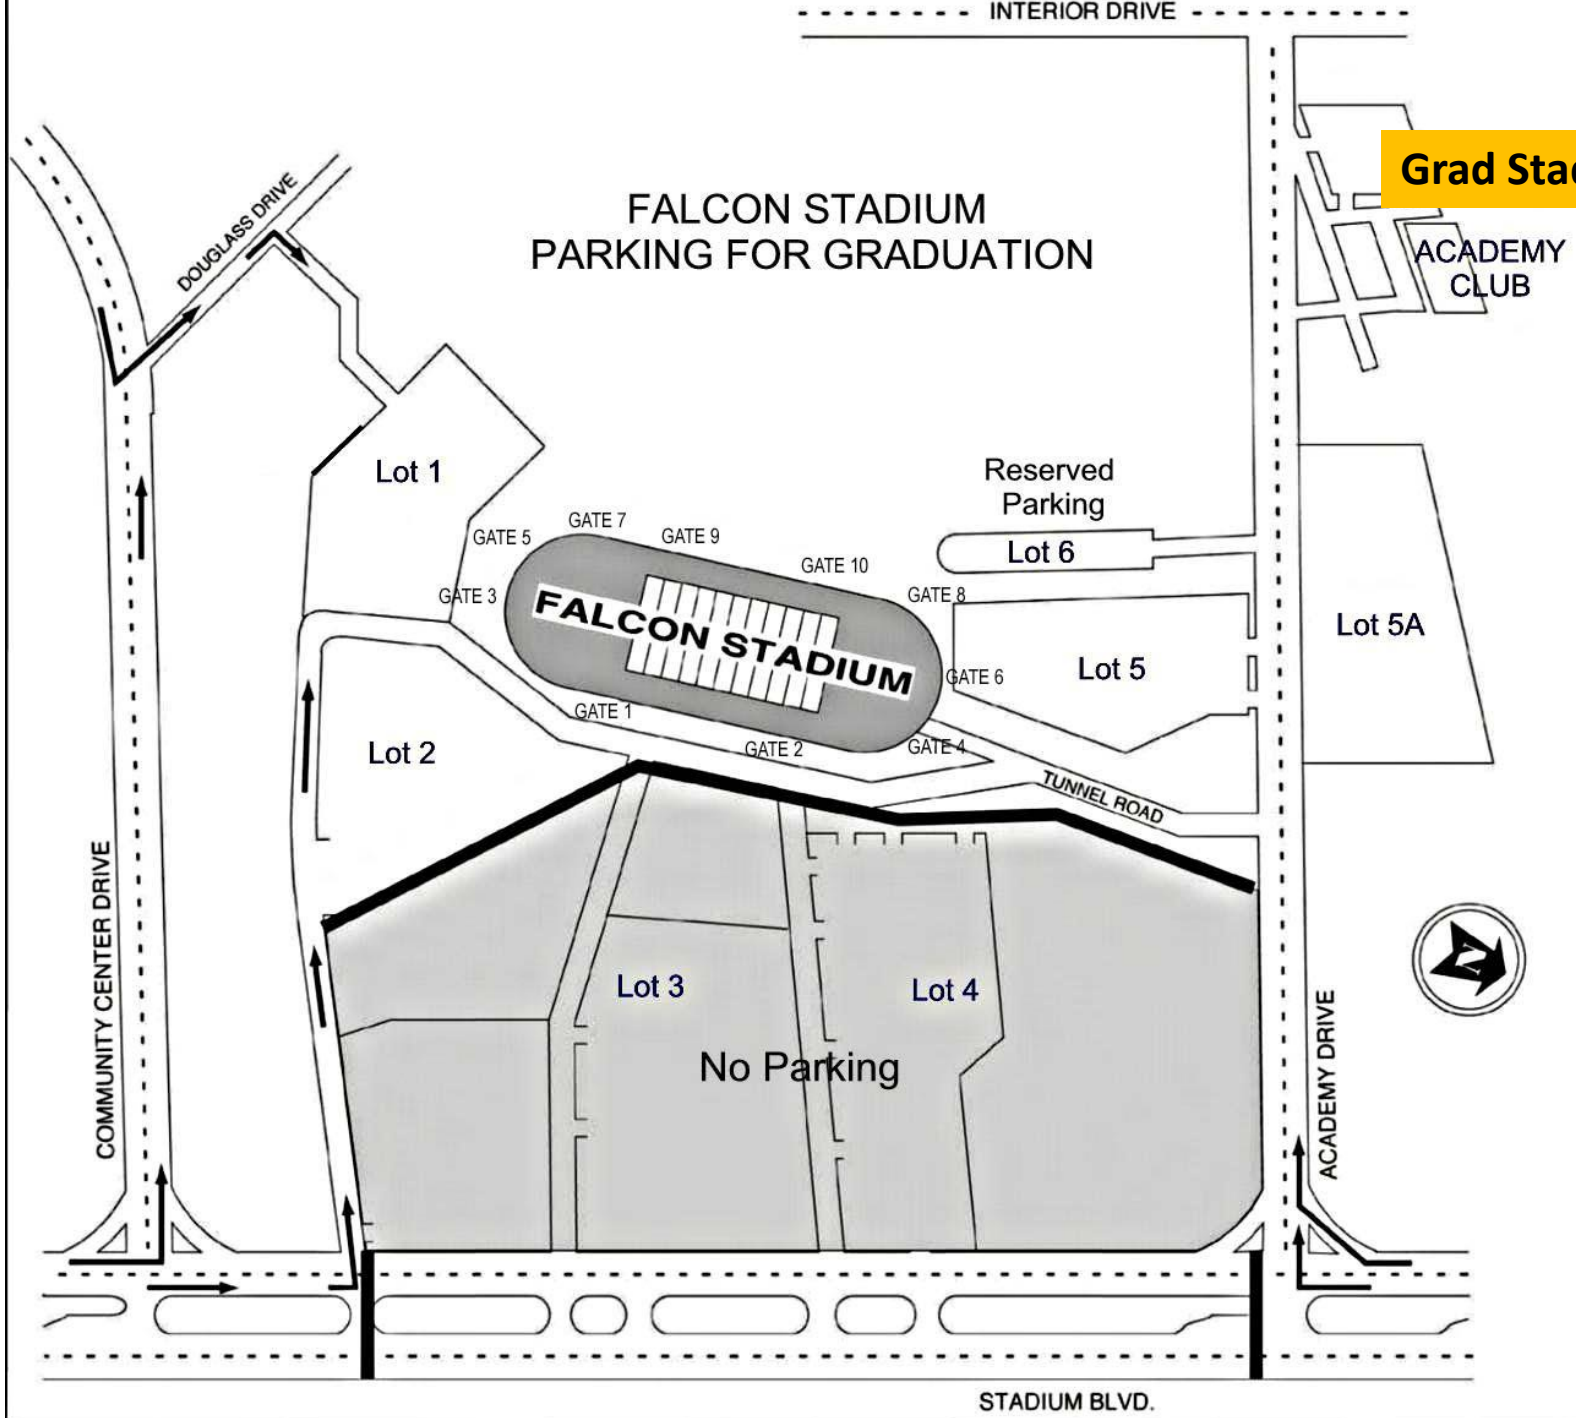 INTERIOR DRIVE
Grad Stad
DOUGLASS DRIVE
FALCON STADIUM
PARKING FOR GRADUATION
ACADEMY
CLUB
Lot 1
Reserved
Parking
Lot 6
GATE 5
GATE 7
GATE 9
GATE 10
GATE 8
GATE 3
FALCON STADIUM
Lot 5A
Lot 5
GATE 6
GATE 1
GATE 2
GATE 4
Lot 2
TUNNEL ROAD
COMMUNITY CENTER DRIVE
Lot 3
Lot 4
N
No Parking
ACADEMY DRIVE
STADIUM BLVD.